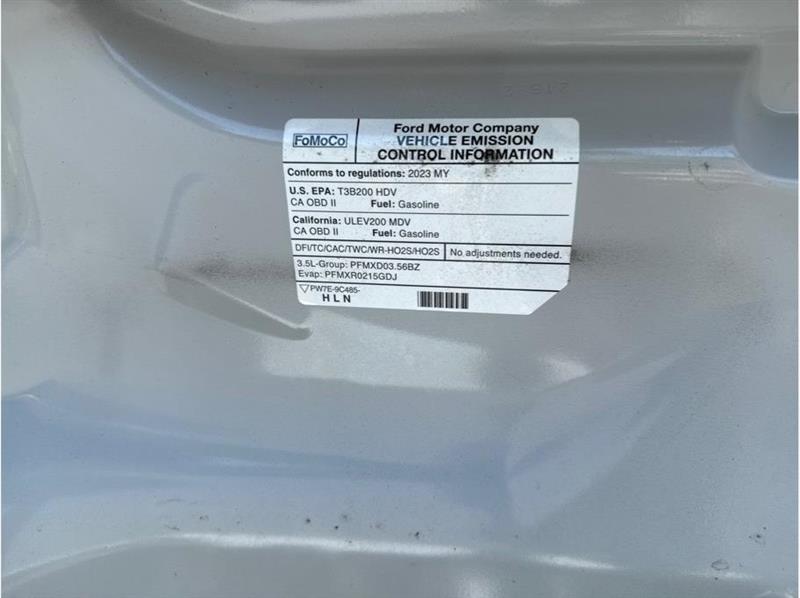 FoMoCo
Ford Motor Company
VEHICLE EMISSION
CONTROL INFORMATION
Conforms to regulations: 2023 MY
U.S. EPA: T3B200 HDV
CA OBD II Fuel: Gasoline
California: ULEV200 MDV
CA OBD II Fuel: Gasoline
DFI/TC/CAC/TWC/WR-HO2S/HO2S
No adjustments needed.
3.5L-Group: PFMXD03.56BZ
Evap: PFMXR0215GDJ
PW7E-9C485-
HLN